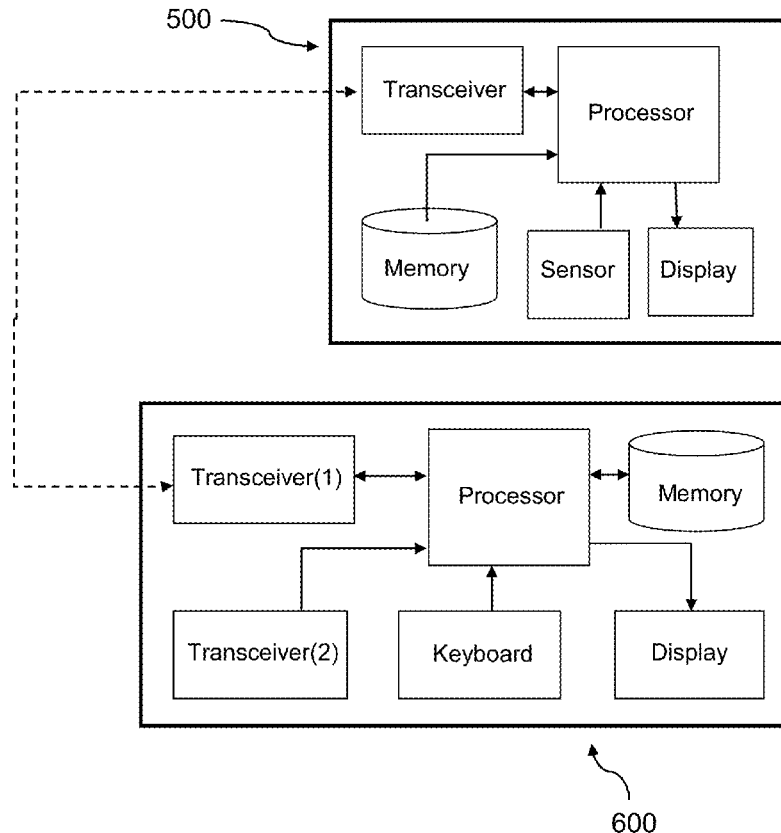 500
Transceiver
Processor
Memory
Sensor
Display
Transceiver(1)
Processor
Memory
Transceiver(2)
Keyboard
Display
600